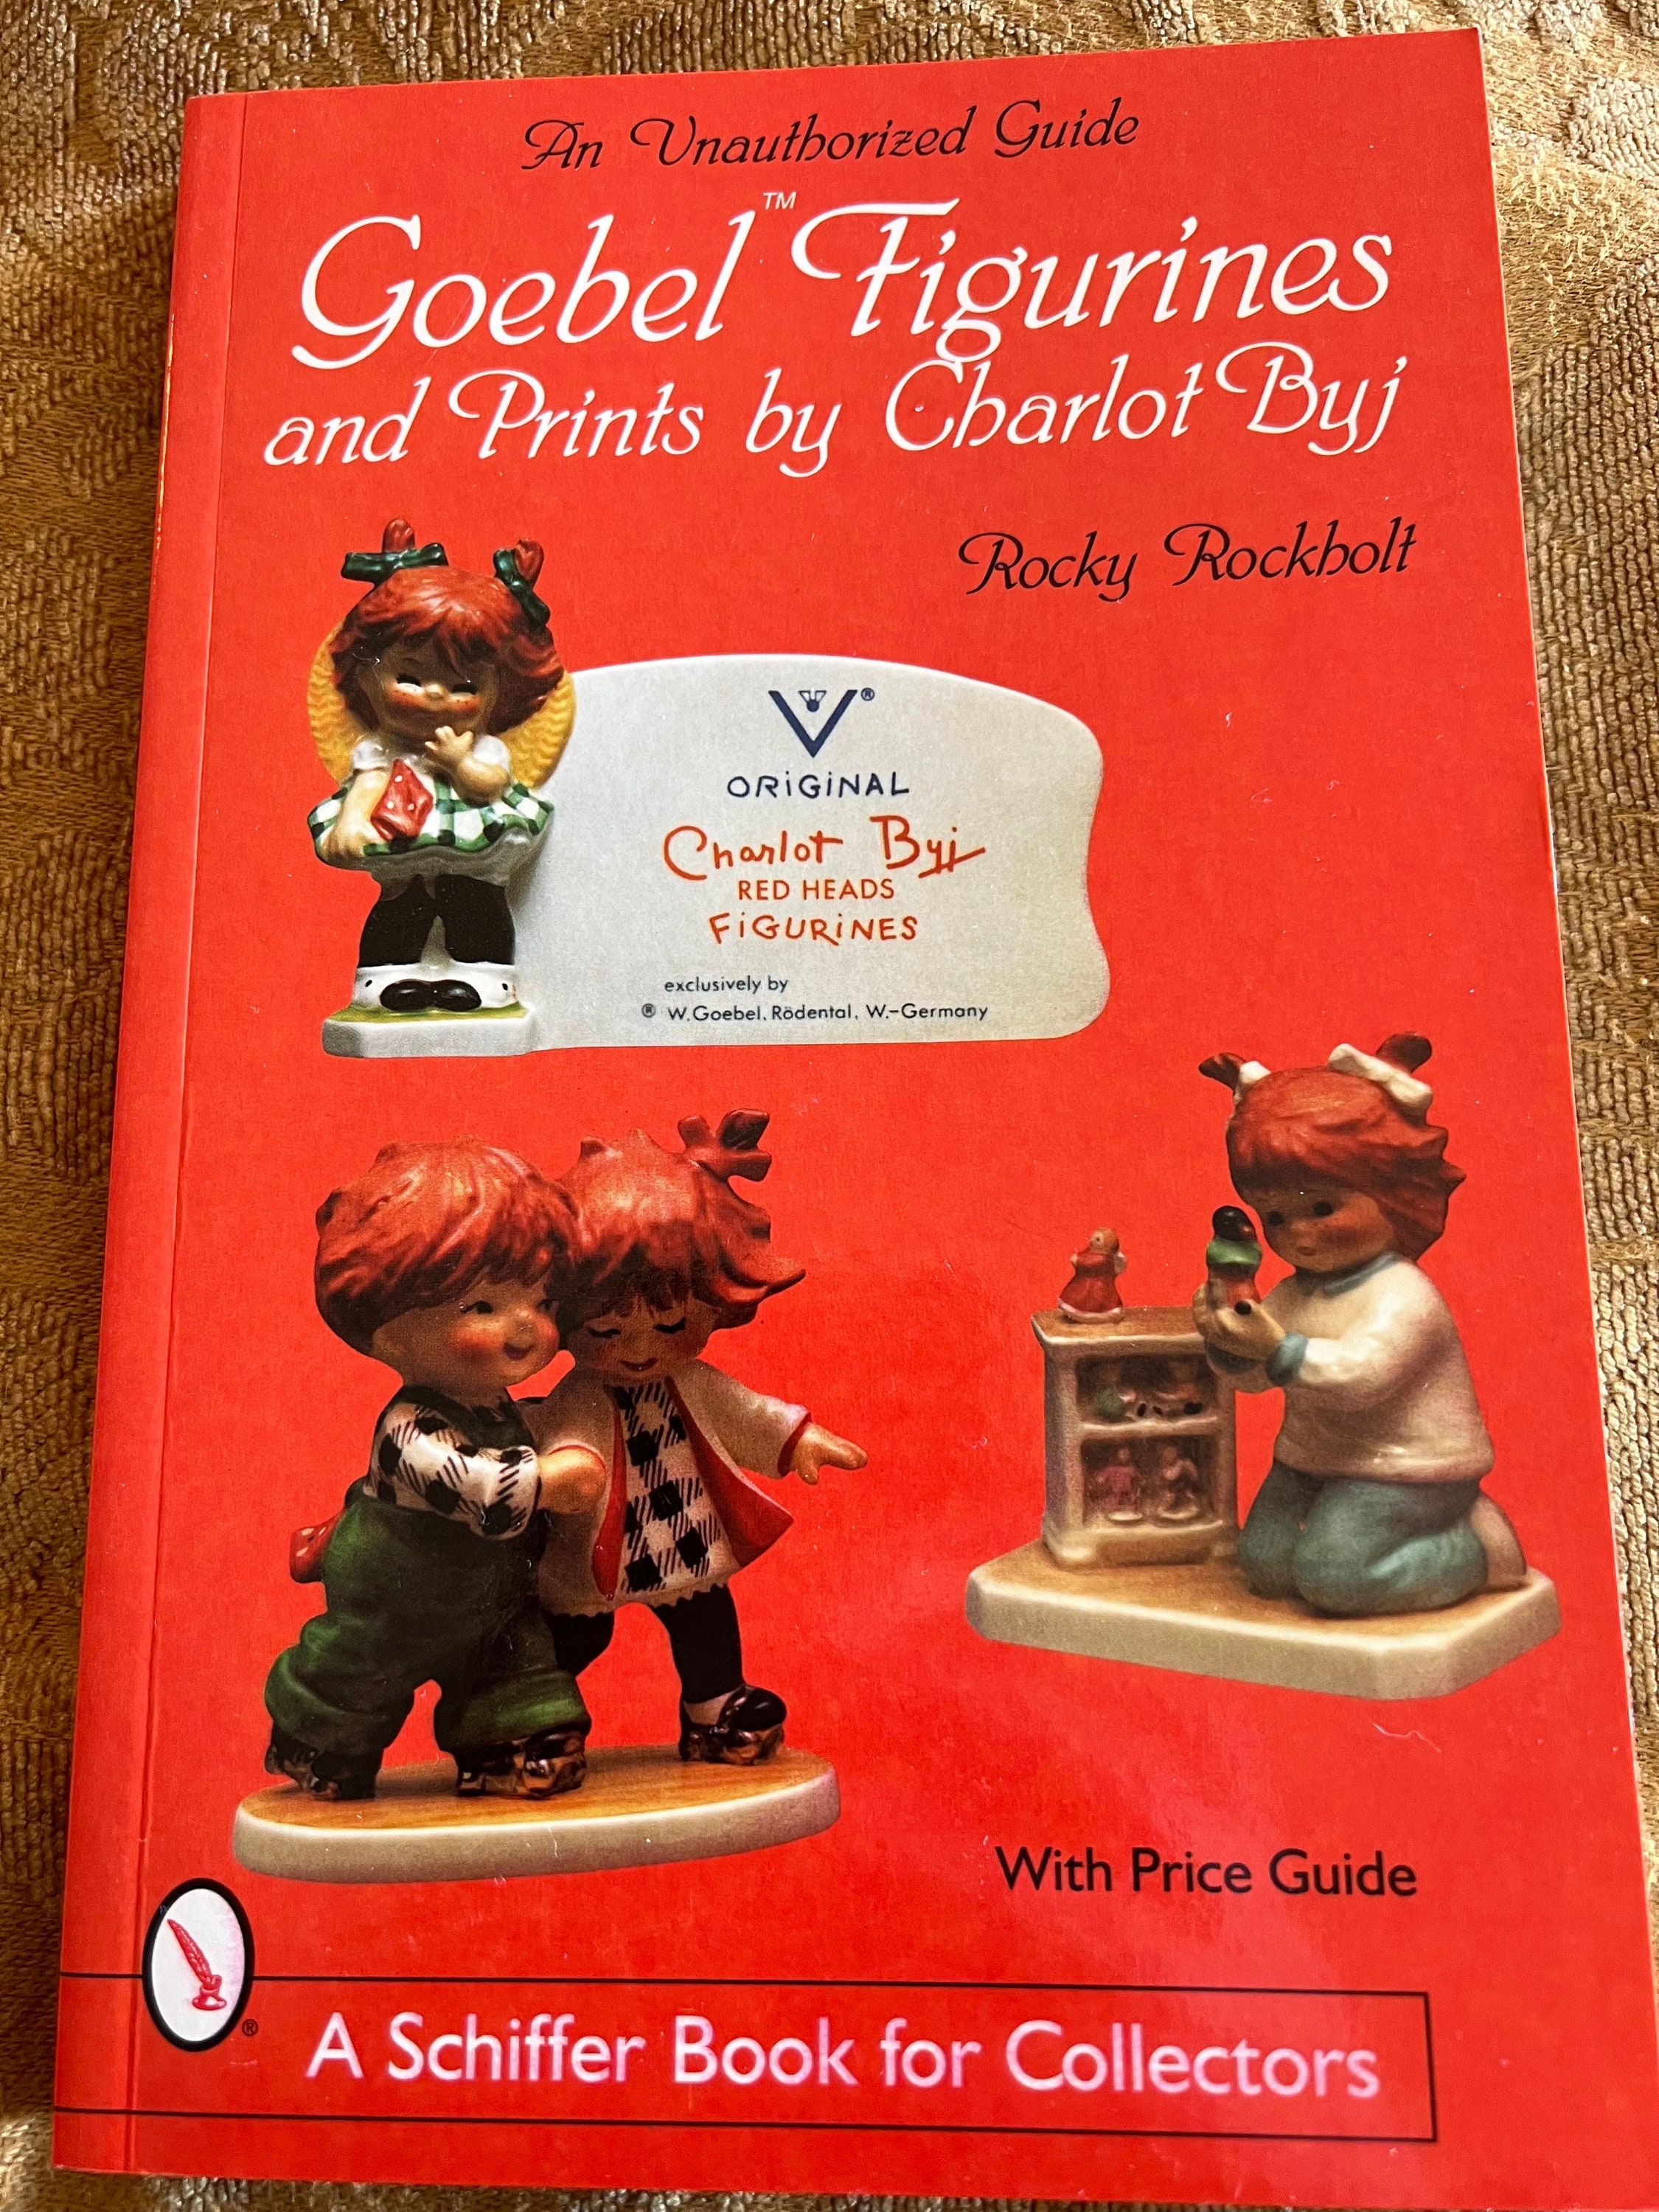 An Unauthorized Guide
Goebel™ Figurines
and Prints by Charlot Byj
Rocky Rockholt
V®
ORiGiNAL
Charlot Byj
RED HEADS
FiGURiNES
exclusively by
® W.Goebel, Rödental, W.-Germany
With Price Guide
®
A Schiffer Book for Collectors